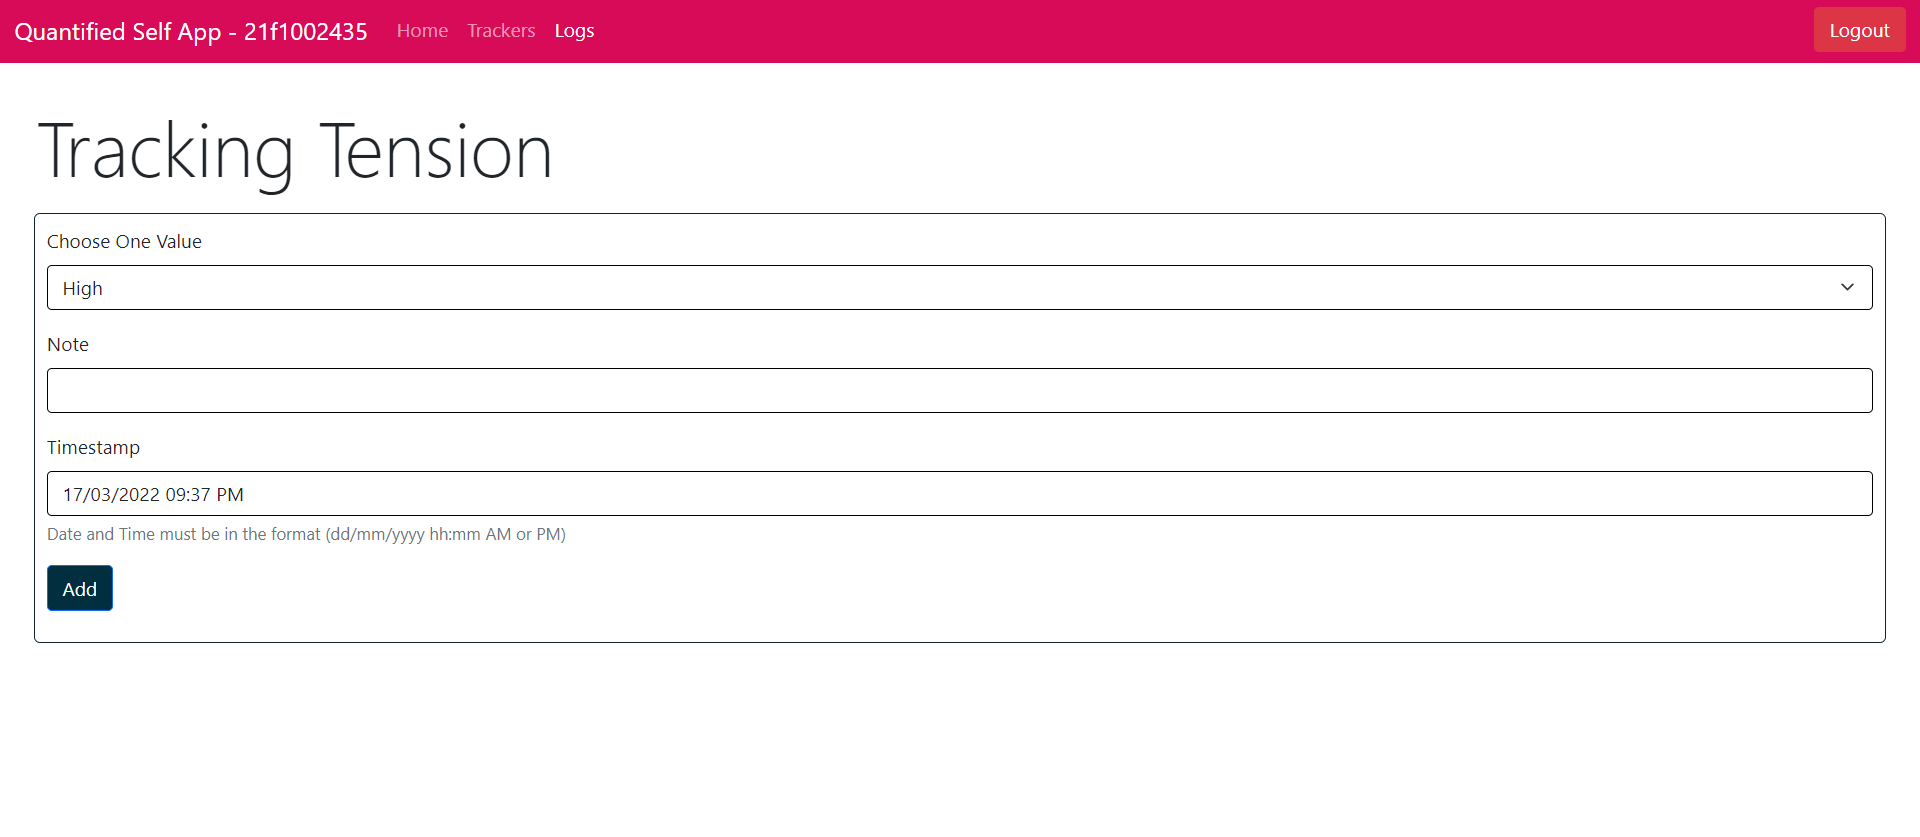 Quantified Self App - 21f1002435 Home Trackers Logs Logout
Tracking Tension
Choose One Value
High
Note
Timestamp
17/03/2022 09:37 PM
Date and Time must be in the format (dd/mm/yyyy hh:mm AM or PM)
Add